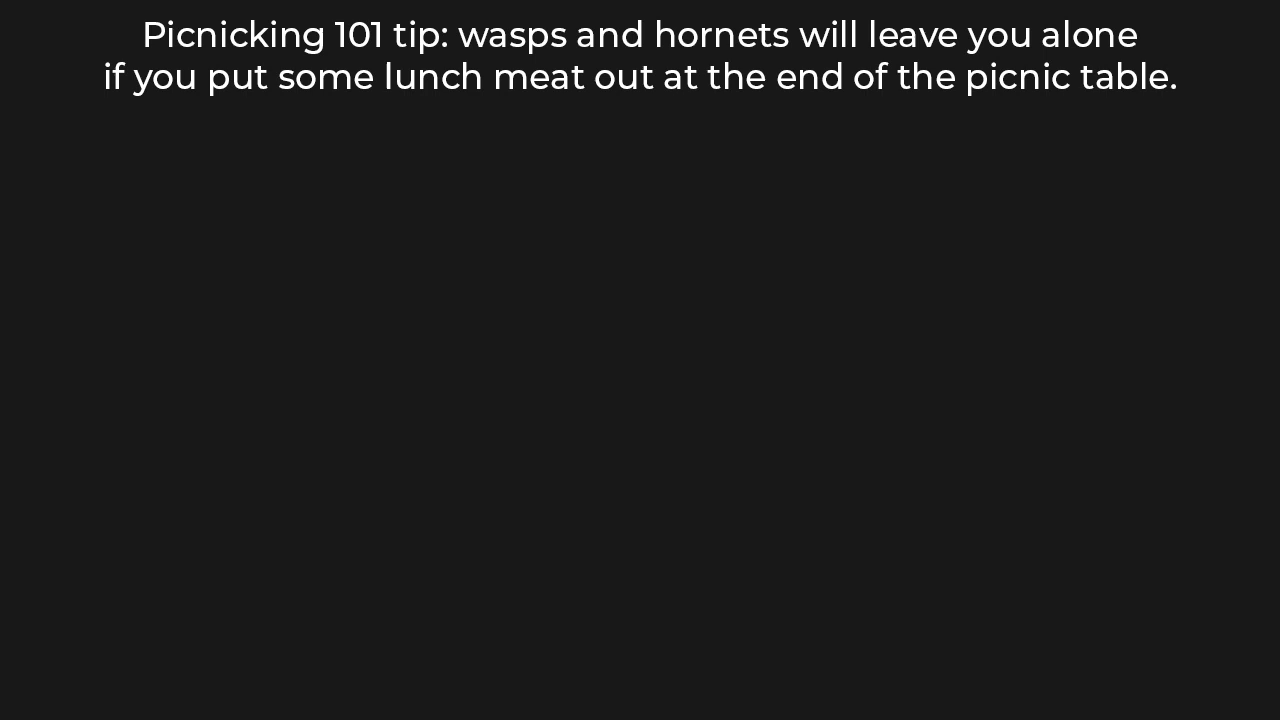 Picnicking 101 tip: wasps and hornets will leave you alone
if you put some lunch meat out at the end of the picnic table.